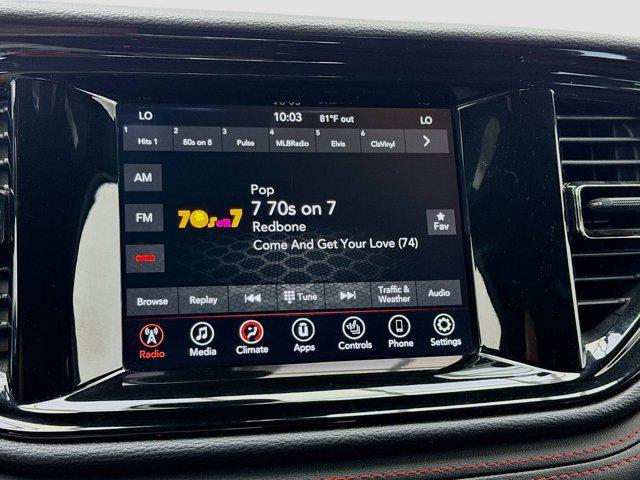 LO 10:03 81°F out LO
1 Hits 1 2 80s on 8 3 Pulse 4 MLBRadio 5 Elvis 6 ClsVinyl
AM
Pop
7 70s on 7
FM 70s on 7 Redbone Fav
Come And Get Your Love (74)
Browse Replay Tune Traffic & Weather Audio
Radio Media Climate Apps Controls Phone Settings